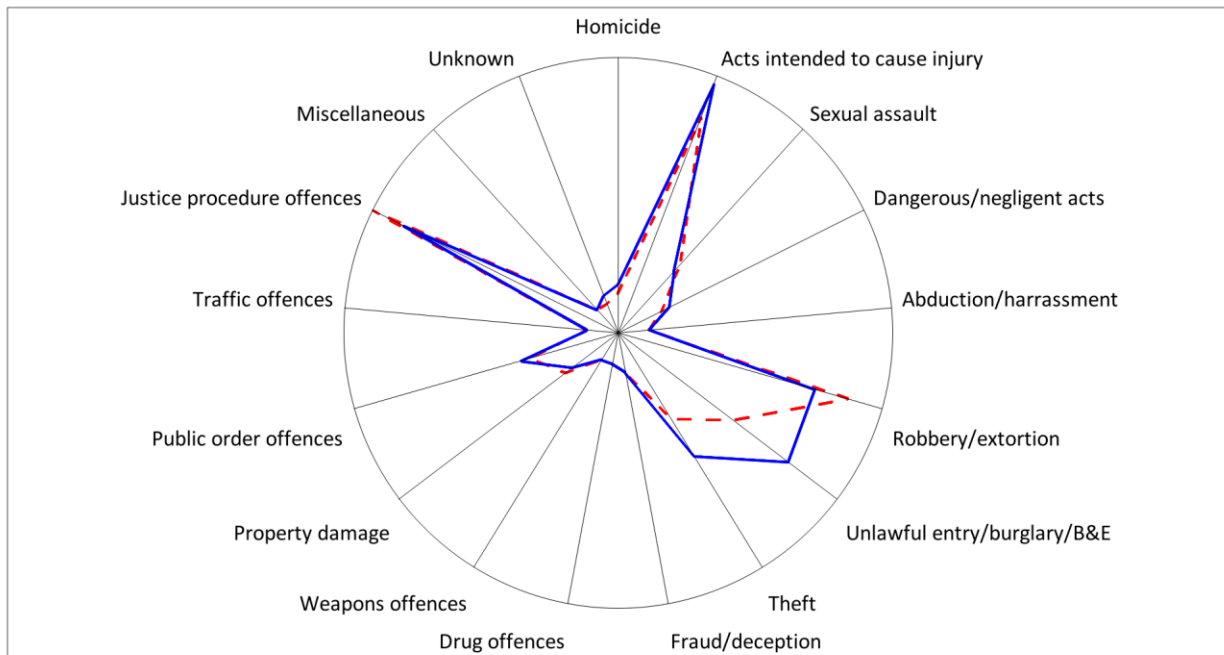 Homicide
Acts intended to cause injury
Sexual assault
Dangerous/negligent acts
Abduction/harrassment
Robbery/extortion
Unlawful entry/burglary/B&E
Theft
Fraud/deception
Drug offences
Weapons offences
Property damage
Public order offences
Traffic offences
Justice procedure offences
Miscellaneous
Unknown